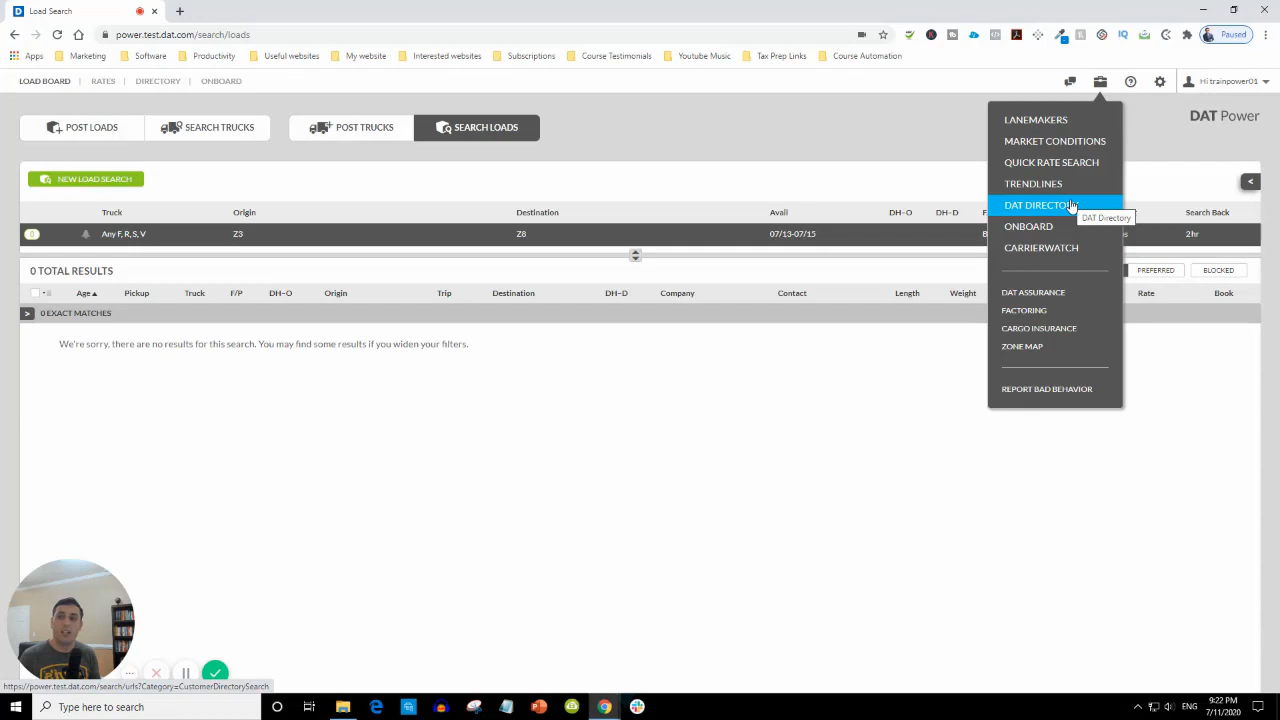 Load Search
power.test.dat.com/search/loads
Paused
Apps Marketing Software Productivity Useful websites My website Interested websites Subscriptions Course Testimonials Youtube Music Tax Prep Links Course Automation
LOAD BOARD RATES DIRECTORY ONBOARD
Hi trainpower01
DAT Power
POST LOADS SEARCH TRUCKS POST TRUCKS SEARCH LOADS
LANEMAKERS
MARKET CONDITIONS
QUICK RATE SEARCH
TRENDLINES
DAT DIRECTORY
DAT Directory
ONBOARD
CARRIERWATCH
DAT ASSURANCE
FACTORING
CARGO INSURANCE
ZONE MAP
REPORT BAD BEHAVIOR
NEW LOAD SEARCH
Truck Origin Destination Avail DH-O DH-D Search Back
0 Any F, R, S, V Z3 Z8 07/13-07/15 2hr
0 TOTAL RESULTS
PREFERRED BLOCKED
Age Pickup Truck F/P DH-O Origin Trip Destination DH-D Company Contact Length Weight Rate Book
0 EXACT MATCHES
We're sorry, there are no results for this search. You may find some results if you widen your filters.
https://power.test.dat.com/search/urls?Category=CustomerDirectorySearch
Type here to search
ENG
9:22 PM
7/11/2020